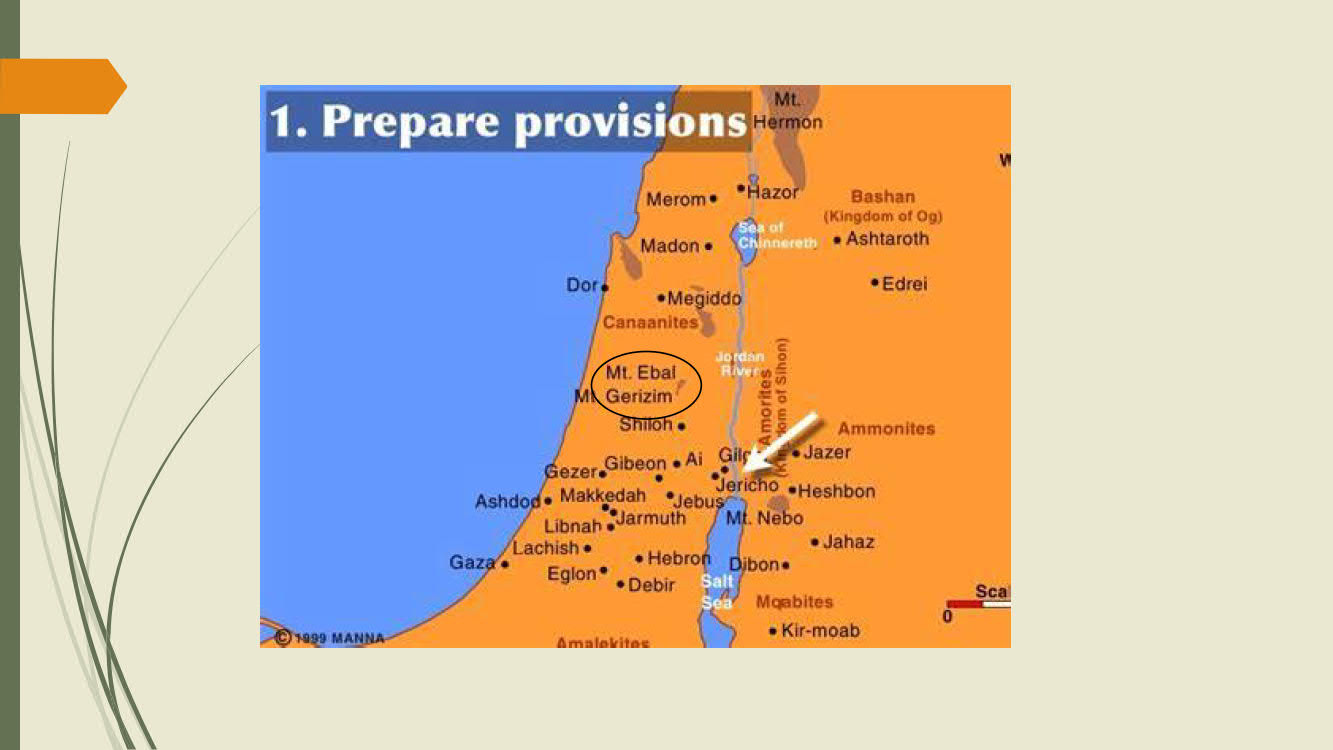 1. Prepare provisions
Mt.
Hermon
W
Merom
Hazor
Bashan
(Kingdom of Og)
Sea of
Chinnereth
Ashtaroth
Madon
Dor
Megiddo
Edrei
Canaanites
Jordan
River
Mt. Ebal
Mt. Gerizim
Amorites
(Kingdom of Sihon)
Shiloh
Ammonites
Gilg
Jazer
Ai
Gibeon
Gezer
Jericho
Heshbon
Ashdod
Makkedah
Jebus
Jarmuth
Mt. Nebo
Libnah
Jahaz
Lachish
Gaza
Hebron
Dibon
Eglon
Debir
Salt
Sea
Moabites
Sca
0
Kir-moab
© 1999 MANNA
Amalekites